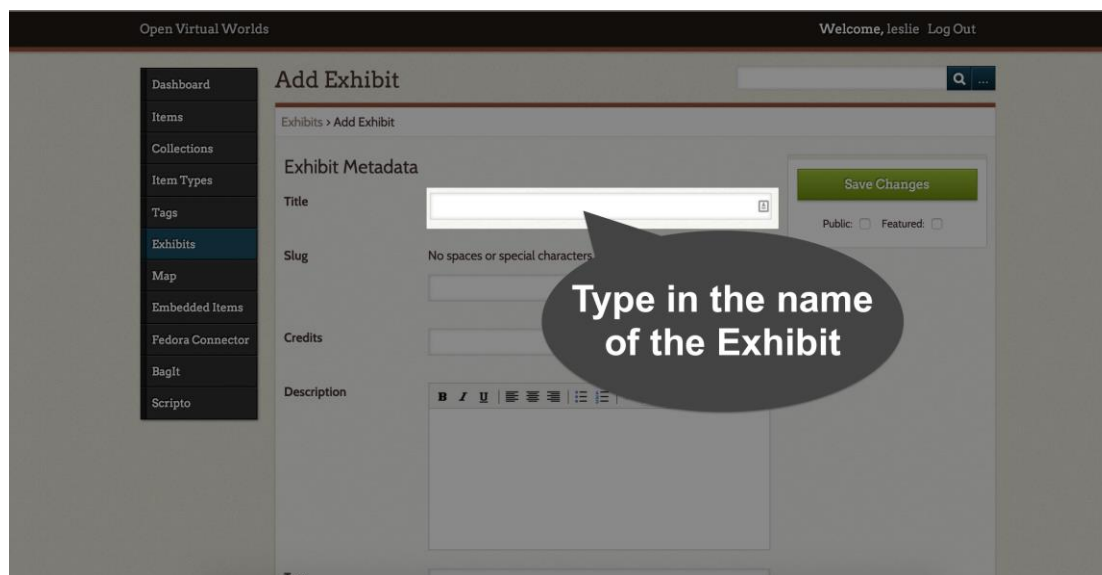 Open Virtual Worlds
Welcome, leslie Log Out
Dashboard
Items
Collections
Item Types
Tags
Exhibits
Map
Embedded Items
Fedora Connector
BagIt
Scripto
Add Exhibit
...
Exhibits › Add Exhibit
Exhibit Metadata
Title
Slug
No spaces or special characters
Credits
Description
B I U
Save Changes
Public: Featured:
Type in the name
of the Exhibit